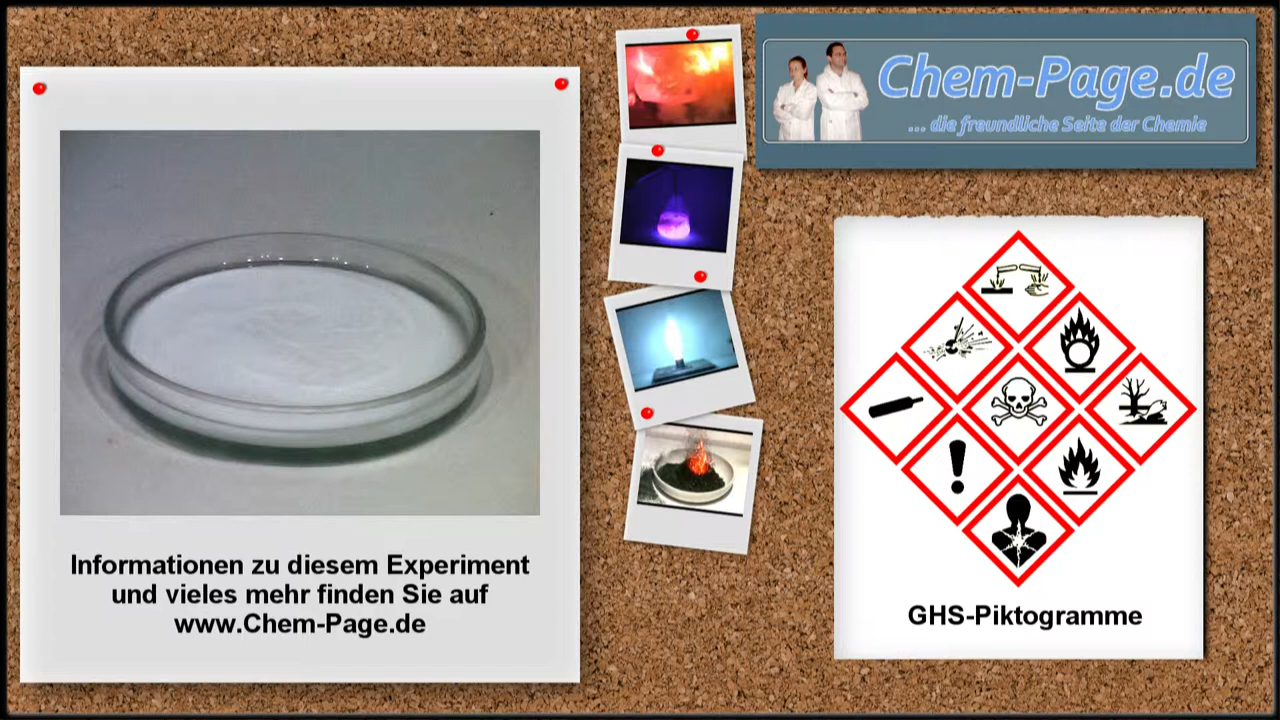 Informationen zu diesem Experiment
und vieles mehr finden Sie auf
www.Chem-Page.de
Chem-Page.de
... die freundliche Seite der Chemie
GHS-Piktogramme